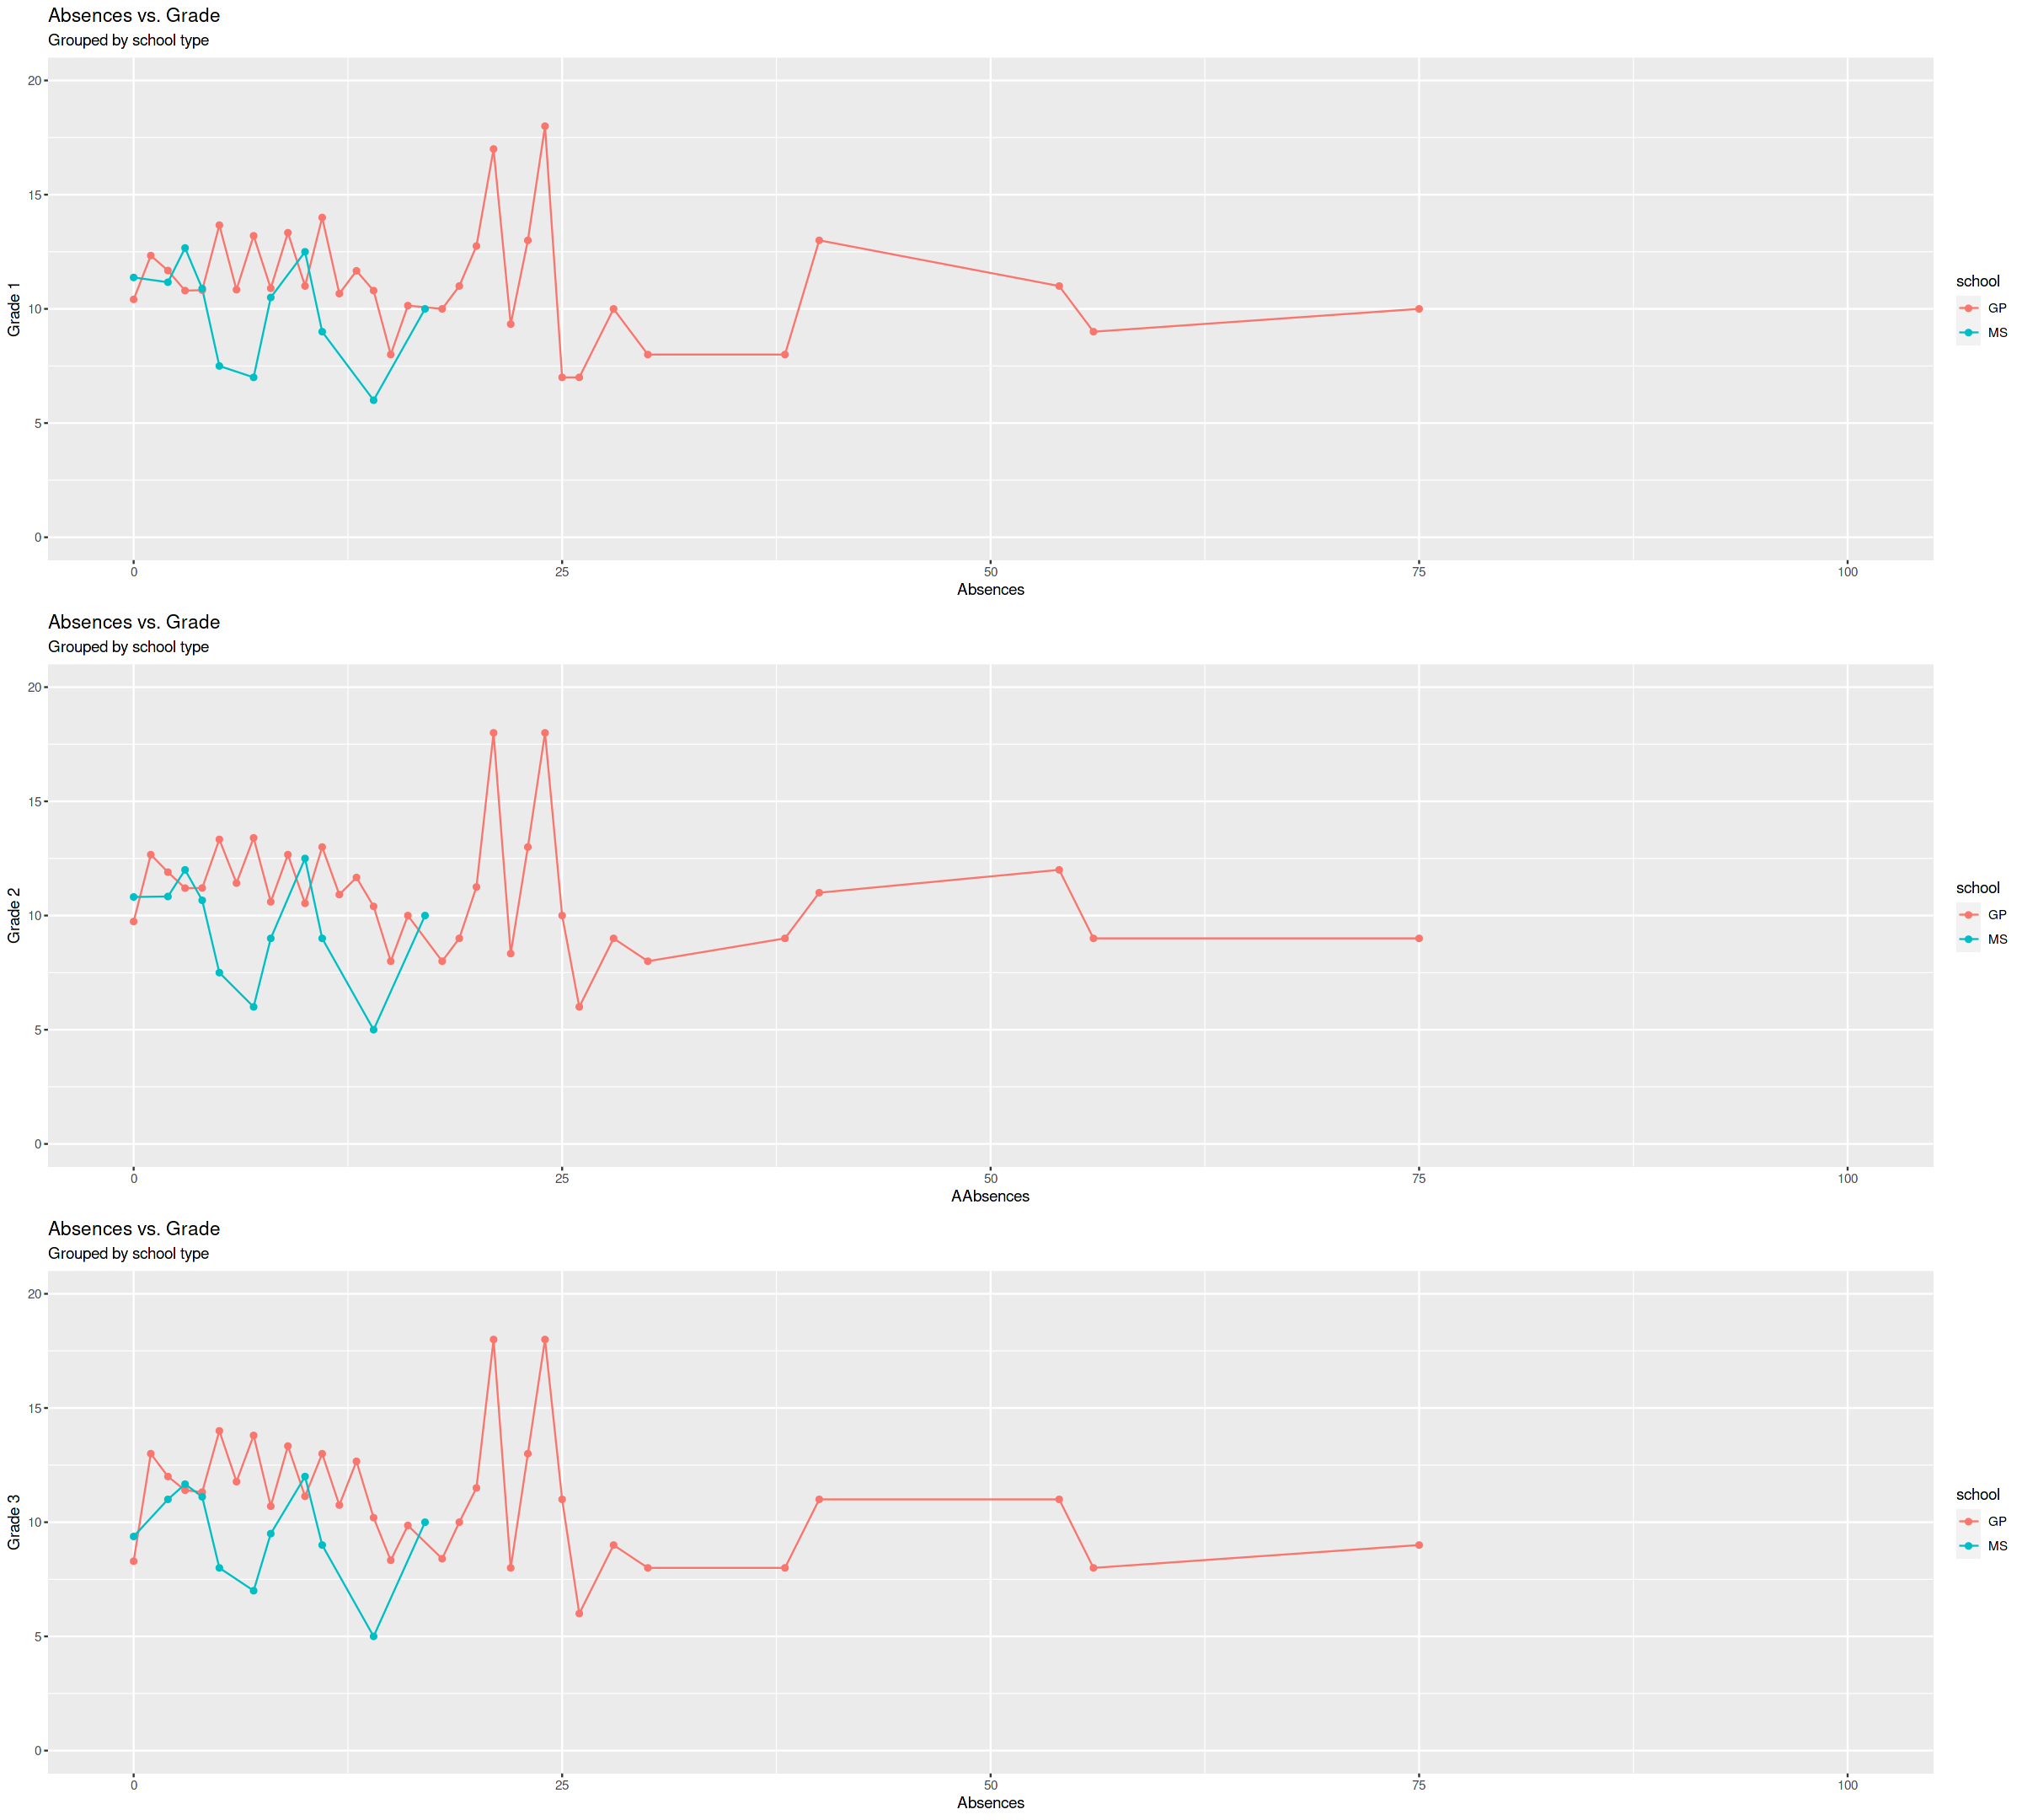 Absences vs. Grade
Grouped by school type
20
15
10
5
0
Grade 1
0 25 50 75 100
Absences
school
GP
MS
Absences vs. Grade
Grouped by school type
20
15
10
5
0
Grade 2
0 25 50 75 100
AAbsences
school
GP
MS
Absences vs. Grade
Grouped by school type
20
15
10
5
0
Grade 3
0 25 50 75 100
Absences
school
GP
MS